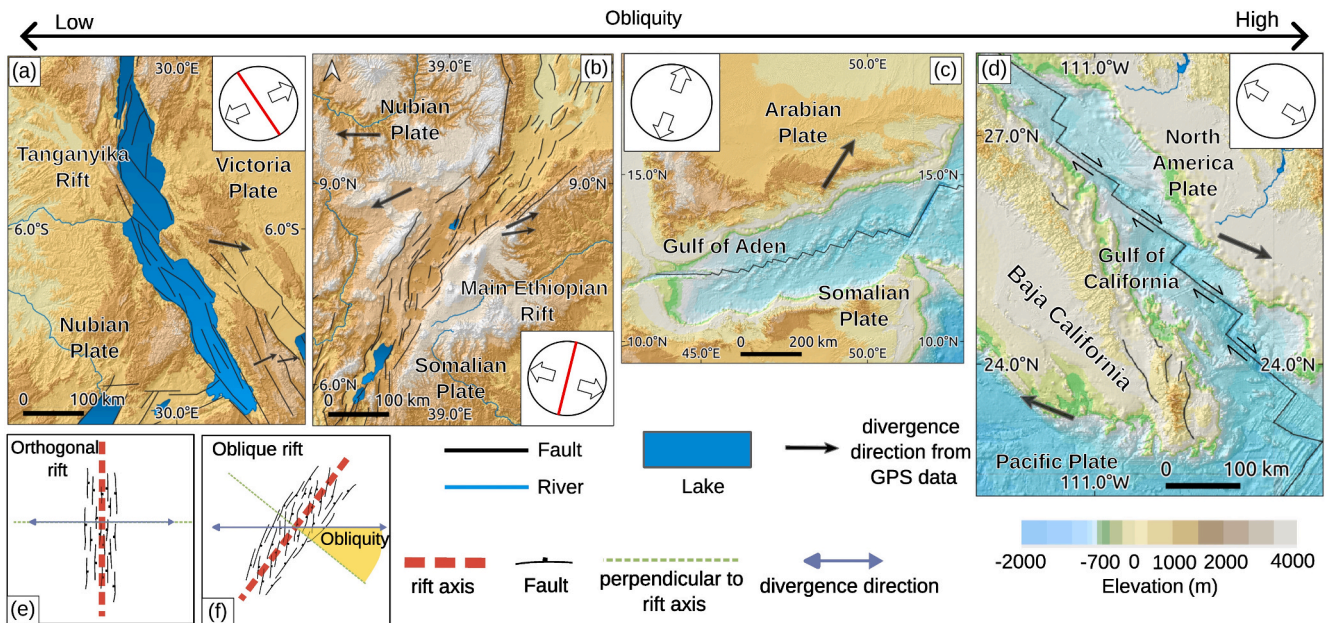 Low
Obliquity
High
(a)
30.0°E
Tanganyika
Rift
Victoria
Plate
6.0°S
6.0°S
Nubian
Plate
0
100 km
30.0°E
(b)
39.0°E
Nubian
Plate
9.0°N
9.0°N
Main Ethiopian
Rift
Somalian
Plate
6.0°N
0
100 km
39.0°E
(c)
50.0°E
Arabian
Plate
15.0°N
15.0°N
Gulf of Aden
Somalian
Plate
10.0°N
45.0°E
0
200 km
50.0°E
10.0°N
(d)
111.0°W
27.0°N
North
America
Plate
Gulf of
California
Baja California
24.0°N
24.0°N
Pacific Plate
111.0°W
0
100 km
Orthogonal
rift
(e)
Oblique rift
Obliquity
(f)
Fault
River
Lake
divergence
direction from
GPS data
rift axis
Fault
perpendicular to
rift axis
divergence direction
-2000
-700
0
1000
2000
4000
Elevation (m)